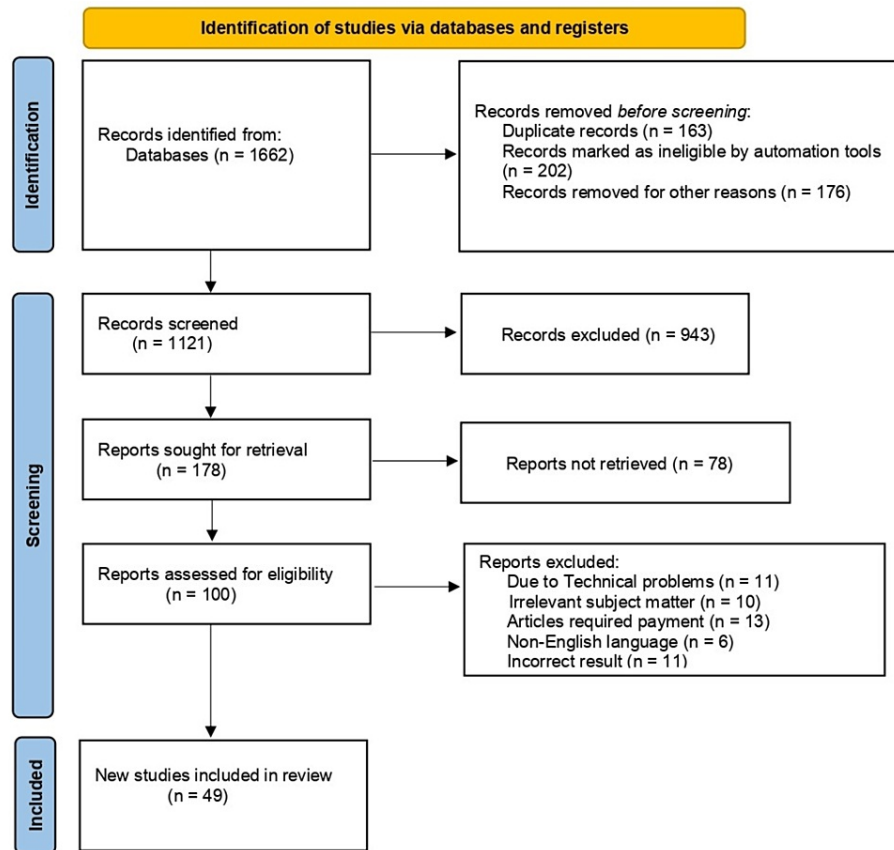 Identification of studies via databases and registers
Identification
Records identified from:
Databases (n = 1662)
Records removed before screening:
Duplicate records (n = 163)
Records marked as ineligible by automation tools
(n = 202)
Records removed for other reasons (n = 176)
Screening
Records screened
(n = 1121)
Records excluded (n = 943)
Reports sought for retrieval
(n = 178)
Reports not retrieved (n = 78)
Reports assessed for eligibility
(n = 100)
Reports excluded:
Due to Technical problems (n = 11)
Irrelevant subject matter (n = 10)
Articles required payment (n = 13)
Non-English language (n = 6)
Incorrect result (n = 11)
Included
New studies included in review
(n = 49)